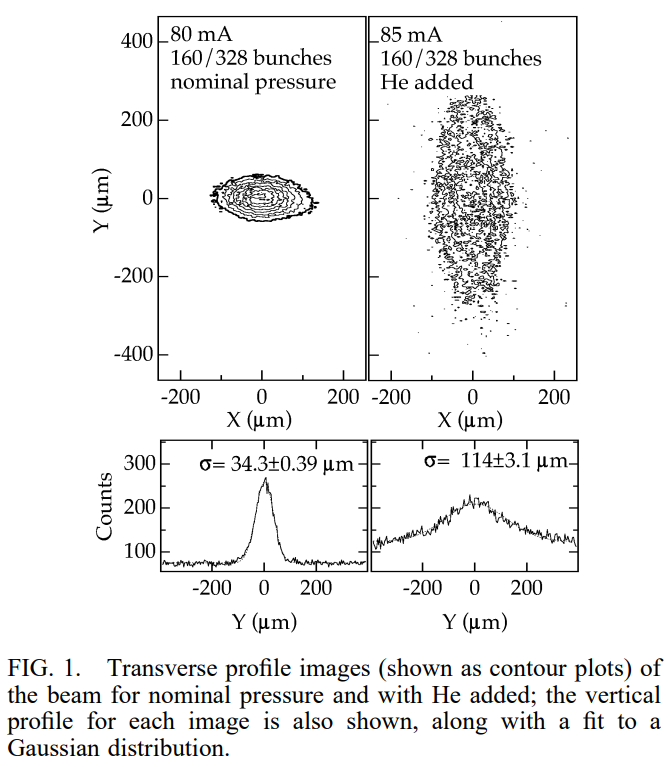 80 mA
160/328 bunches
nominal pressure
85 mA
160/328 bunches
He added
400
200
0
-200
-400
Y (μm)
-200
0
200
X (μm)
-200
0
200
X (μm)
σ= 34.3±0.39 μm
σ= 114±3.1 μm
300
200
100
Counts
-200
0
200
Y (μm)
-200
0
200
Y (μm)
FIG. 1. Transverse profile images (shown as contour plots) of
the beam for nominal pressure and with He added; the vertical
profile for each image is also shown, along with a fit to a
Gaussian distribution.